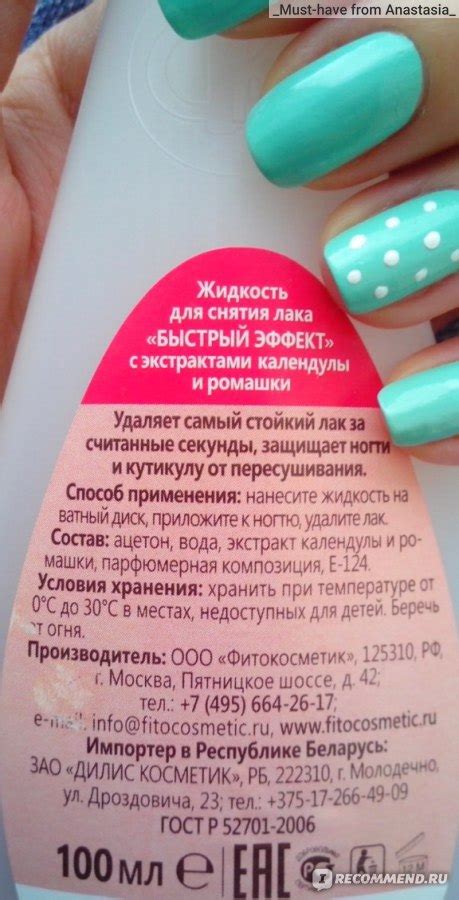 _Must-have from Anastasia_
Жидкость
для снятия лака
«БЫСТРЫЙ ЭФФЕКТ»
с экстрактами календулы
и ромашки
Удаляет самый стойкий лак за
считанные секунды, защищает ногти
и кутикулу от пересушивания.
Способ применения: нанесите жидкость на
ватный диск, приложите к ногтю, удалите лак.
Состав: ацетон, вода, экстракт календулы и ро-
машки, парфюмерная композиция, Е-124.
Условия хранения: хранить при температуре от
0°С до 30°С в местах, недоступных для детей. Беречь
от огня.
Производитель: ООО «Фитокосметик», 125310, РФ,
г. Москва, Пятницкое шоссе, д. 42;
тел.: +7 (495) 664-26-17;
e-mail: info@fitocosmetic.ru, www.fitocosmetic.ru
Импортер в Республике Беларусь:
ЗАО «ДИЛИС КОСМЕТИК», РБ, 222310, г. Молодечно,
ул. Дроздовича, 23; тел.: +375-17-266-49-09
ГОСТ Р 52701-2006
100 мл e EAC
RECOMMEND.RU